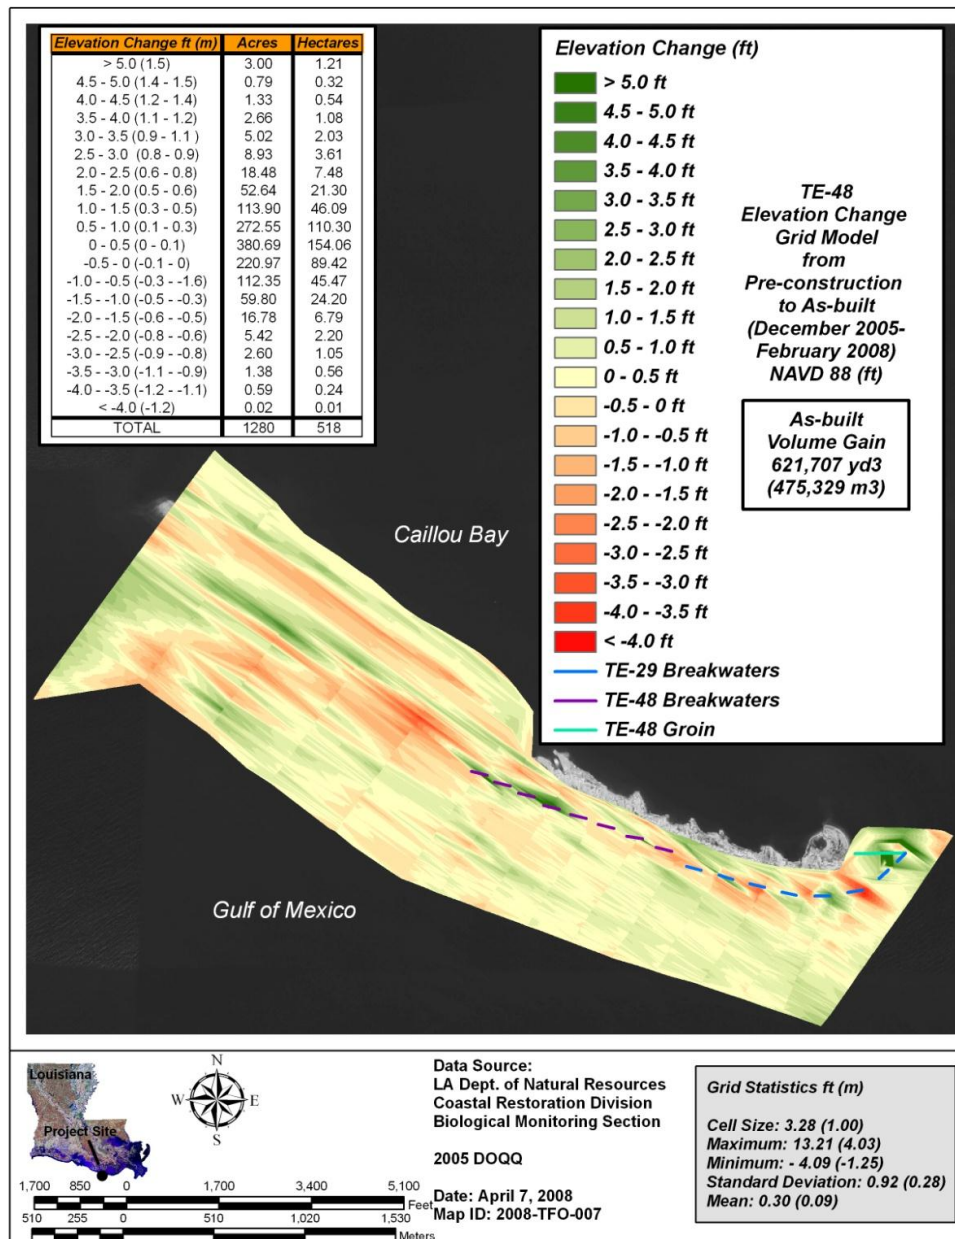 Elevation Change ft (m) Acres Hectares
> 5.0 (1.5) 3.00 1.21
4.5 - 5.0 (1.4 - 1.5) 0.79 0.32
4.0 - 4.5 (1.2 - 1.4) 1.33 0.54
3.5 - 4.0 (1.1 - 1.2) 2.66 1.08
3.0 - 3.5 (0.9 - 1.1 ) 5.02 2.03
2.5 - 3.0 (0.8 - 0.9) 8.93 3.61
2.0 - 2.5 (0.6 - 0.8) 18.48 7.48
1.5 - 2.0 (0.5 - 0.6) 52.64 21.30
1.0 - 1.5 (0.3 - 0.5) 113.90 46.09
0.5 - 1.0 (0.1 - 0.3) 272.55 110.30
0 - 0.5 (0 - 0.1) 380.69 154.06
-0.5 - 0 (-0.1 - 0) 220.97 89.42
-1.0 - -0.5 (-0.3 - -1.6) 112.35 45.47
-1.5 - -1.0 (-0.5 - -0.3) 59.80 24.20
-2.0 - -1.5 (-0.6 - -0.5) 16.78 6.79
-2.5 - -2.0 (-0.8 - -0.6) 5.42 2.20
-3.0 - -2.5 (-0.9 - -0.8) 2.60 1.05
-3.5 - -3.0 (-1.1 - -0.9) 1.38 0.56
-4.0 - -3.5 (-1.2 - -1.1) 0.59 0.24
< -4.0 (-1.2) 0.02 0.01
TOTAL 1280 518
Elevation Change (ft)
> 5.0 ft
4.5 - 5.0 ft
4.0 - 4.5 ft
3.5 - 4.0 ft
3.0 - 3.5 ft
2.5 - 3.0 ft
2.0 - 2.5 ft
1.5 - 2.0 ft
1.0 - 1.5 ft
0.5 - 1.0 ft
0 - 0.5 ft
-0.5 - 0 ft
-1.0 - -0.5 ft
-1.5 - -1.0 ft
-2.0 - -1.5 ft
-2.5 - -2.0 ft
-3.0 - -2.5 ft
-3.5 - -3.0 ft
-4.0 - -3.5 ft
< -4.0 ft
TE-29 Breakwaters
TE-48 Breakwaters
TE-48 Groin
TE-48
Elevation Change
Grid Model
from
Pre-construction
to As-built
(December 2005-
February 2008)
NAVD 88 (ft)
As-built
Volume Gain
621,707 yd3
(475,329 m3)
Caillou Bay
Gulf of Mexico
Louisiana
Project Site
N
W E
S
1,700 850 0 1,700 3,400 5,100
Feet
510 255 0 510 1,020 1,530
Meters
Data Source:
LA Dept. of Natural Resources
Coastal Restoration Division
Biological Monitoring Section
2005 DOQQ
Date: April 7, 2008
Map ID: 2008-TFO-007
Grid Statistics ft (m)
Cell Size: 3.28 (1.00)
Maximum: 13.21 (4.03)
Minimum: - 4.09 (-1.25)
Standard Deviation: 0.92 (0.28)
Mean: 0.30 (0.09)